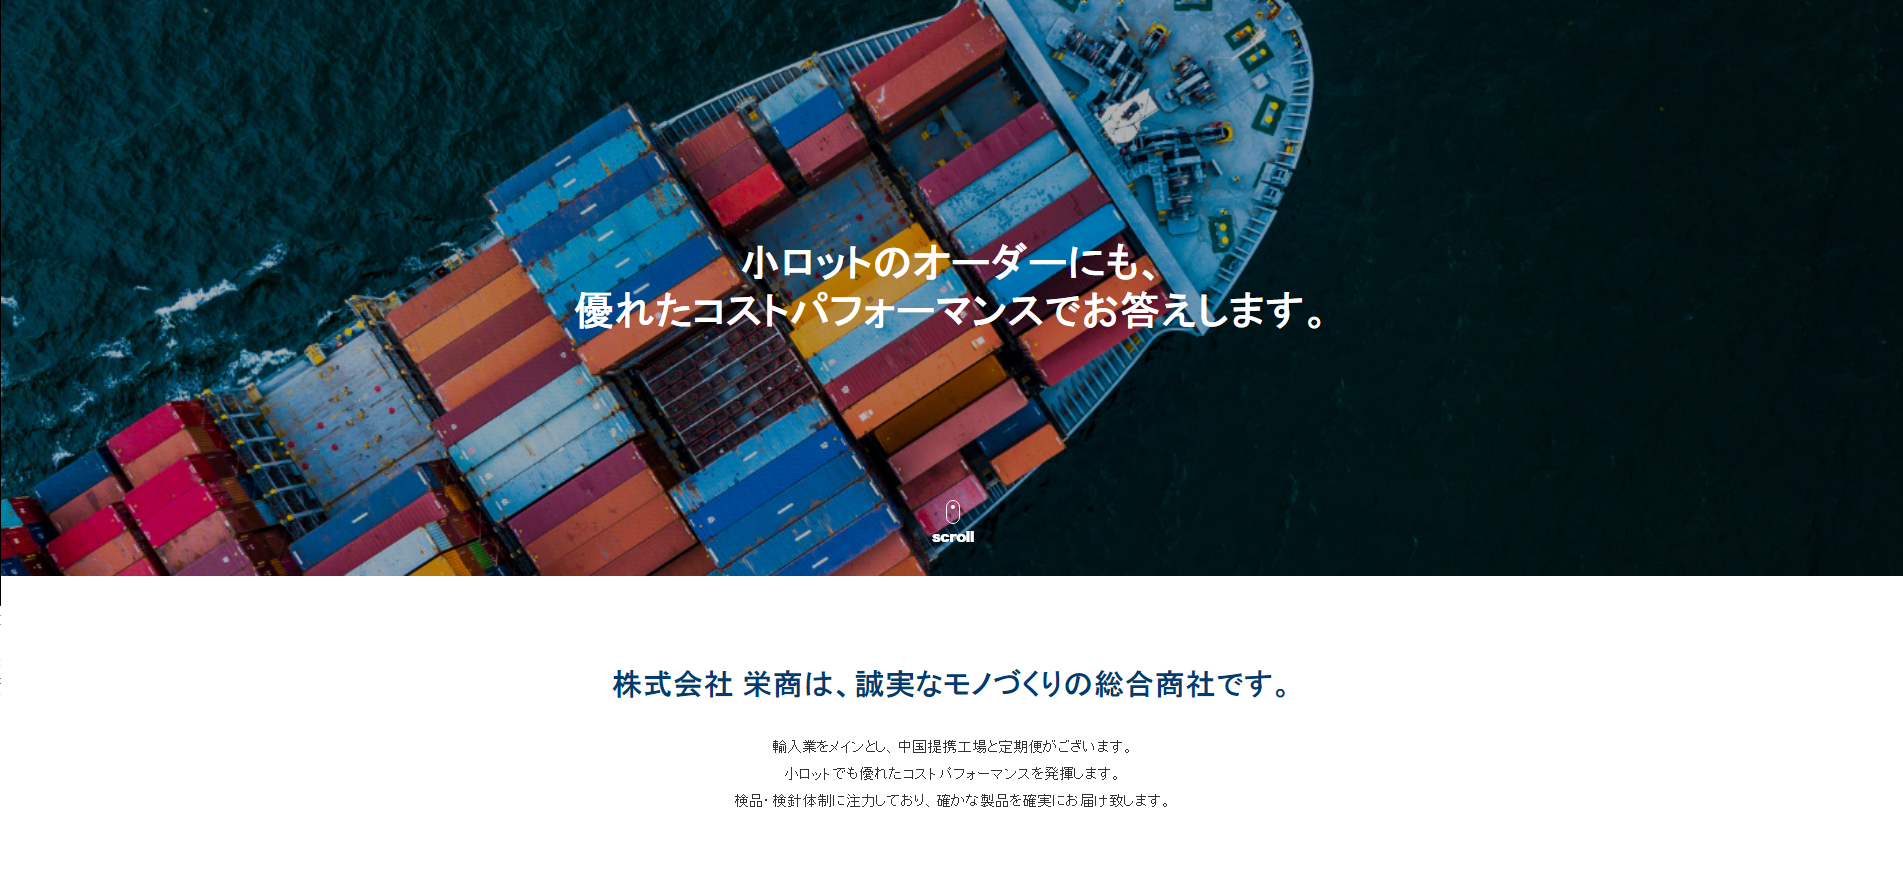 小ロットのオーダーにも、
優れたコストパフォーマンスでお答えします。
scroll
株式会社 栄商は、誠実なモノづくりの総合商社です。
輸入業をメインとし、中国提携工場と定期便がございます。
小ロットでも優れたコストパフォーマンスを発揮します。
検品・検針体制に注力しており、確かな製品を確実にお届け致します。